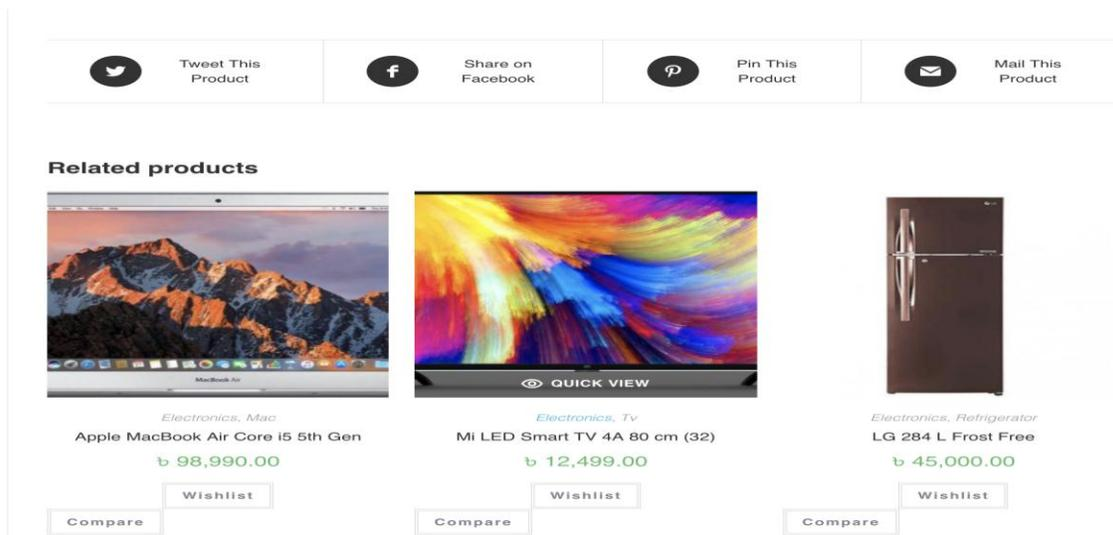 Tweet This
Product
Share on
Facebook
Pin This
Product
Mail This
Product
Related products
MacBook Air
QUICK VIEW
Electronics, Mac
Electronics, Tv
Electronics, Refrigerator
Apple MacBook Air Core i5 5th Gen
Mi LED Smart TV 4A 80 cm (32)
LG 284 L Frost Free
৳ 98,990.00
৳ 12,499.00
৳ 45,000.00
Wishlist
Wishlist
Wishlist
Compare
Compare
Compare